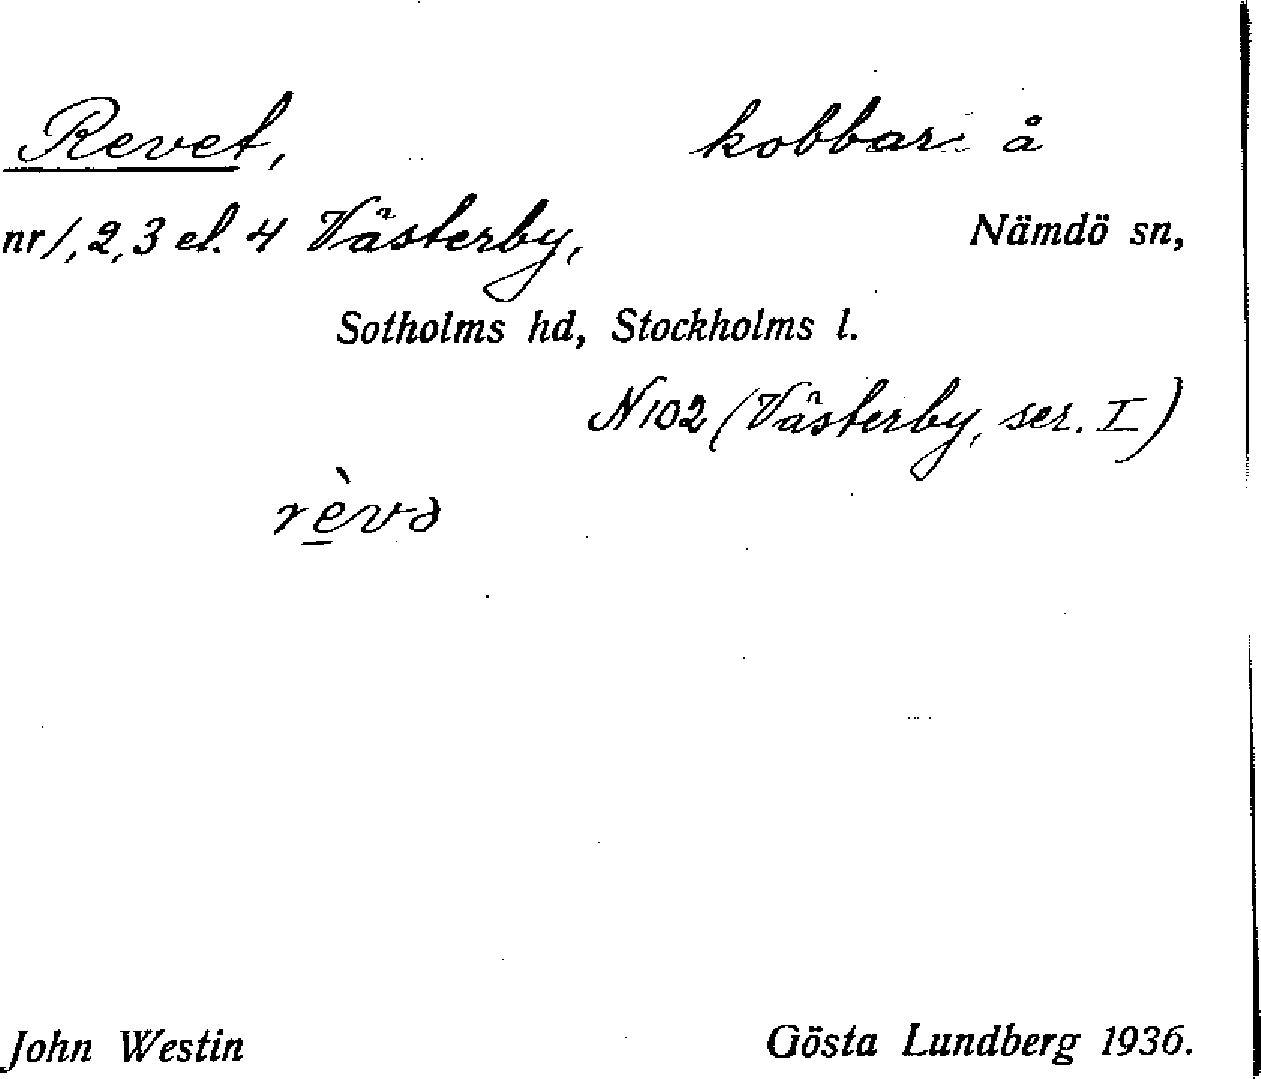 Revet, kobbar å
nr 1, 2, 3 el. 4 Västerby, Nämdö sn,
Sotholms hd, Stockholms l.
N 102 (Västerby, ser. I)
rèvə
John Westin Gösta Lundberg 1936.